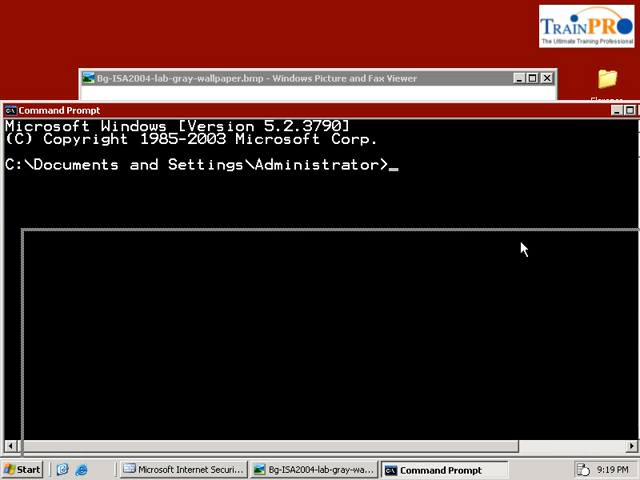 TrainPRO
The Ultimate Training Professional
Bg-ISA2004-lab-gray-wallpaper.bmp - Windows Picture and Fax Viewer
Command Prompt
Microsoft Windows [Version 5.2.3790]
(C) Copyright 1985-2003 Microsoft Corp.
C:\Documents and Settings\Administrator>_
Start
Microsoft Internet Securi...
Bg-ISA2004-lab-gray-wa...
Command Prompt
9:19 PM